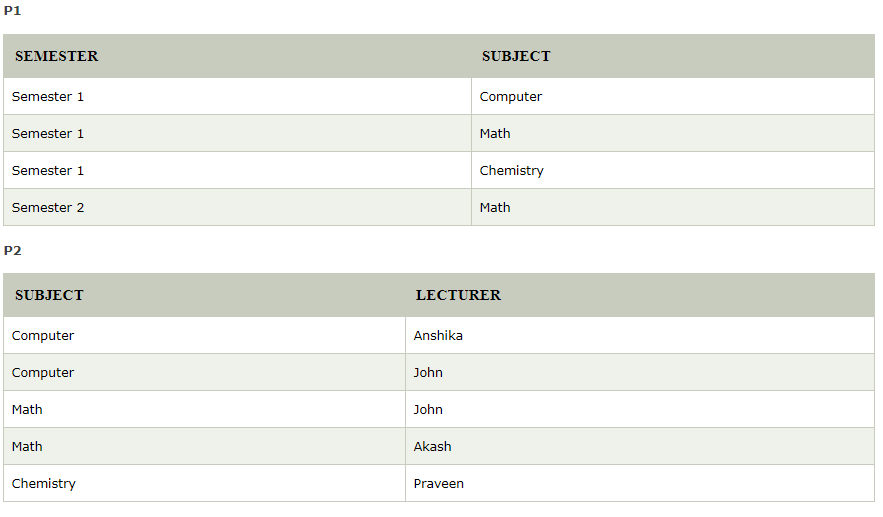 P1
SEMESTER SUBJECT
Semester 1 Computer
Semester 1 Math
Semester 1 Chemistry
Semester 2 Math
P2
SUBJECT LECTURER
Computer Anshika
Computer John
Math John
Math Akash
Chemistry Praveen